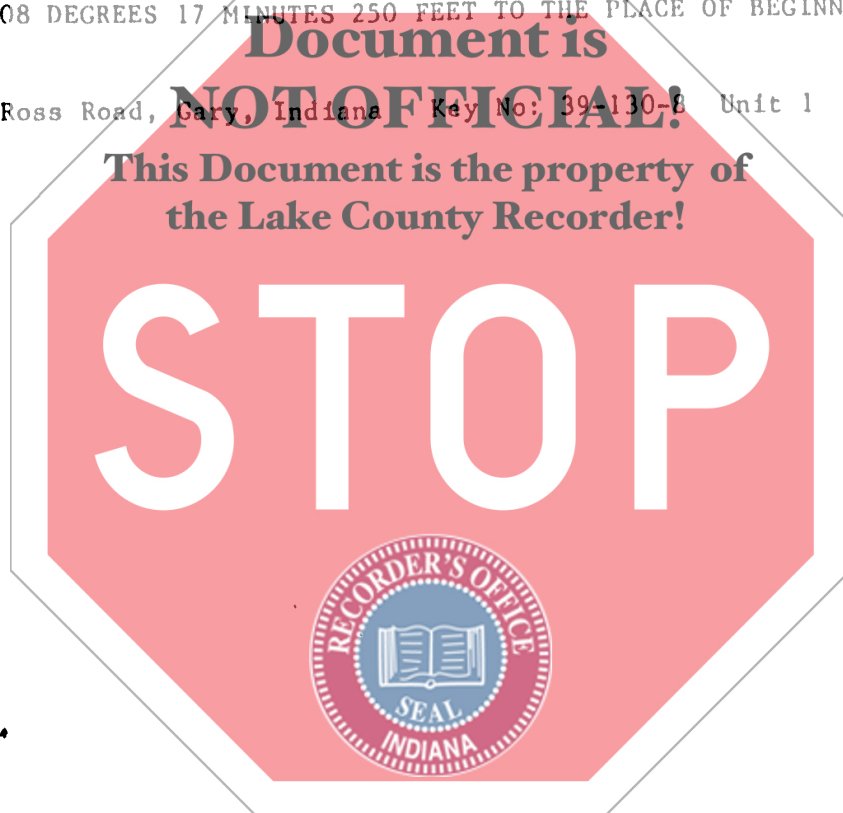 08 DEGREES 17 MINUTES 250 FEET TO THE PLACE OF BEGINN
Document is
Ross Road, Gary, Indiana Key No: 39-130-8 Unit 1
NOT OFFICIAL!
This Document is the property of
the Lake County Recorder!
STOP
RECORDER'S OFFICE
SEAL
INDIANA